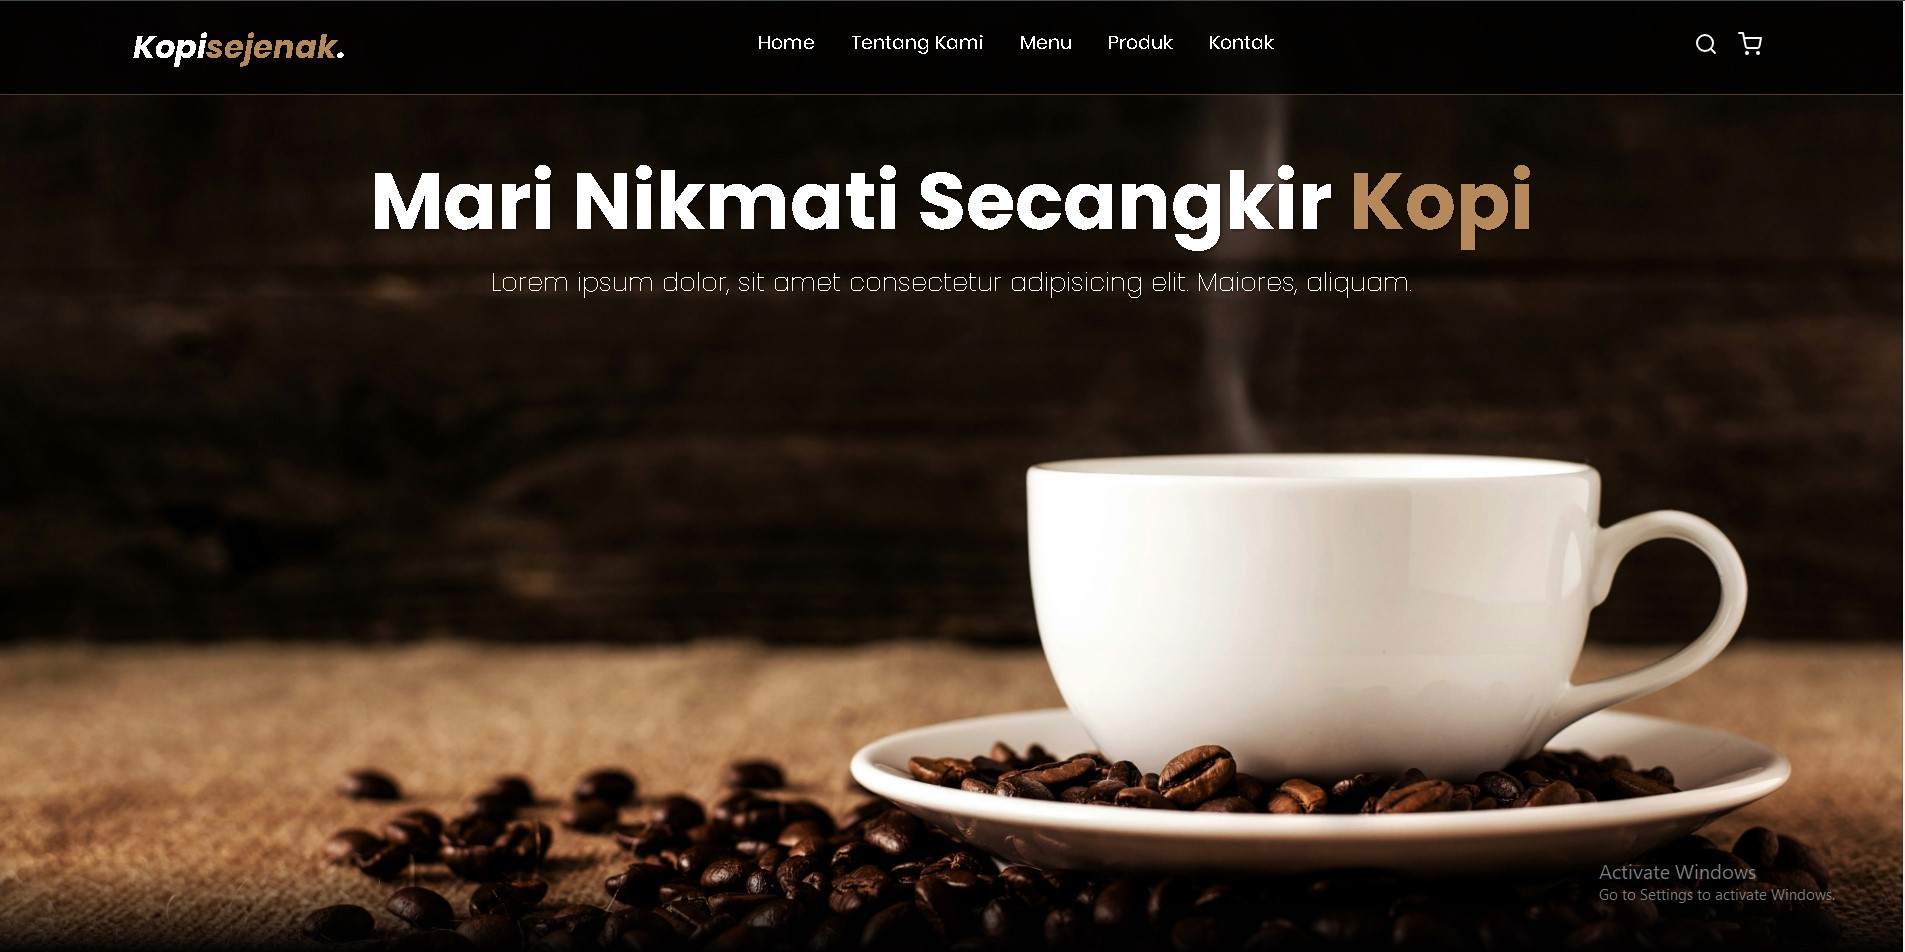 Kopisejenak.
Home Tentang Kami Menu Produk Kontak
Mari Nikmati Secangkir Kopi
Lorem ipsum dolor, sit amet consectetur adipisicing elit. Maiores, aliquam.
Activate Windows
Go to Settings to activate Windows.